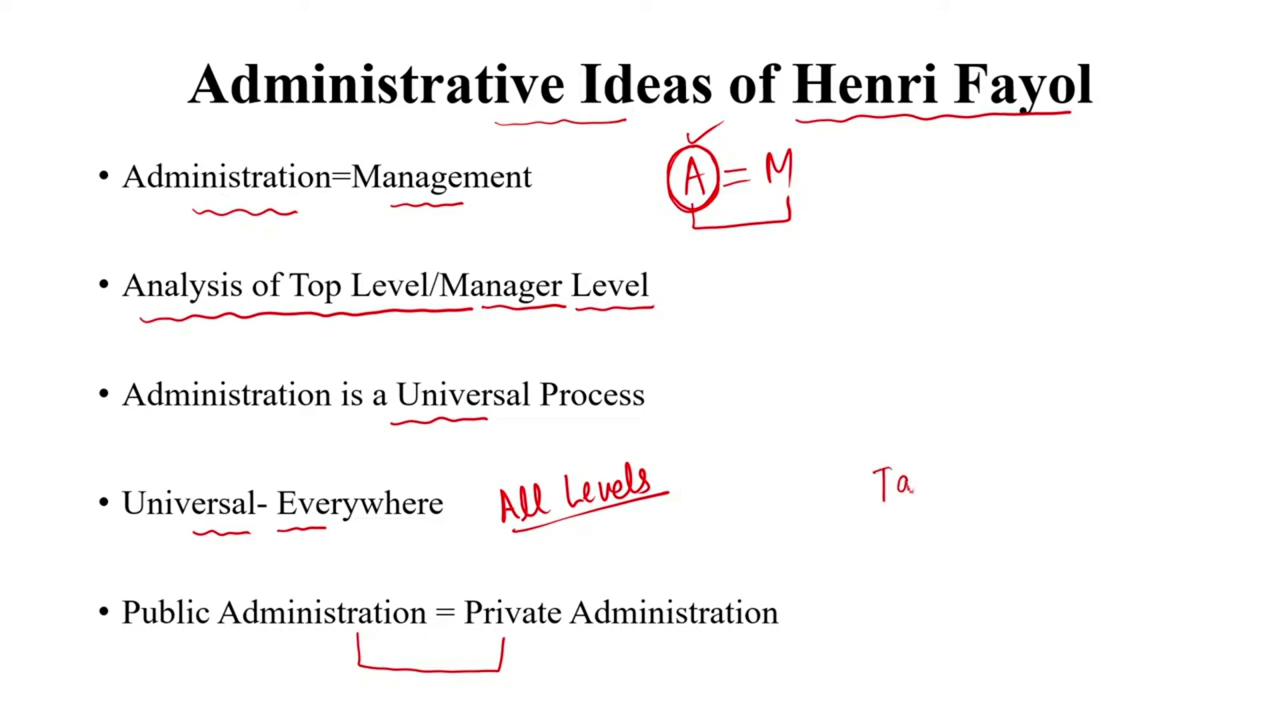 Administrative Ideas of Henri Fayol
• Administration=Management
A = M
• Analysis of Top Level/Manager Level
• Administration is a Universal Process
• Universal- Everywhere
All Levels
Ta
• Public Administration = Private Administration